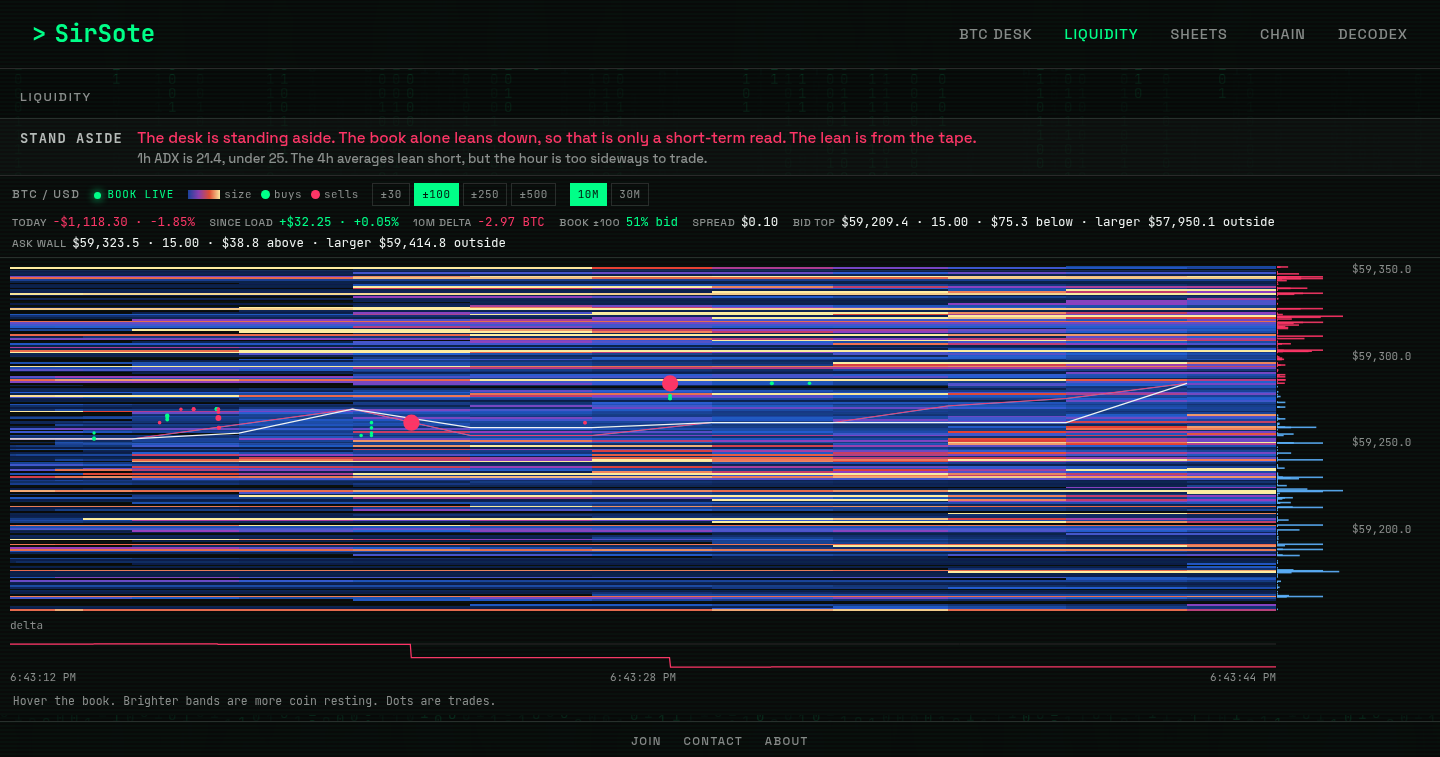 > SirSote
BTC DESK LIQUIDITY SHEETS CHAIN DECODEX
LIQUIDITY
STAND ASIDE The desk is standing aside. The book alone leans down, so that is only a short-term read. The lean is from the tape.
1h ADX is 21.4, under 25. The 4h averages lean short, but the hour is too sideways to trade.
BTC / USD BOOK LIVE size buys sells ±30 ±100 ±250 ±500 10M 30M
TODAY -$1,118.30 · -1.85% SINCE LOAD +$32.25 · +0.05% 10M DELTA -2.97 BTC BOOK ±100 51% bid SPREAD $0.10 BID TOP $59,209.4 · 15.00 · $75.3 below · larger $57,950.1 outside
ASK WALL $59,323.5 · 15.00 · $38.8 above · larger $59,414.8 outside
$59,350.0
$59,300.0
$59,250.0
$59,200.0
delta
6:43:12 PM 6:43:28 PM 6:43:44 PM
Hover the book. Brighter bands are more coin resting. Dots are trades.
JOIN CONTACT ABOUT